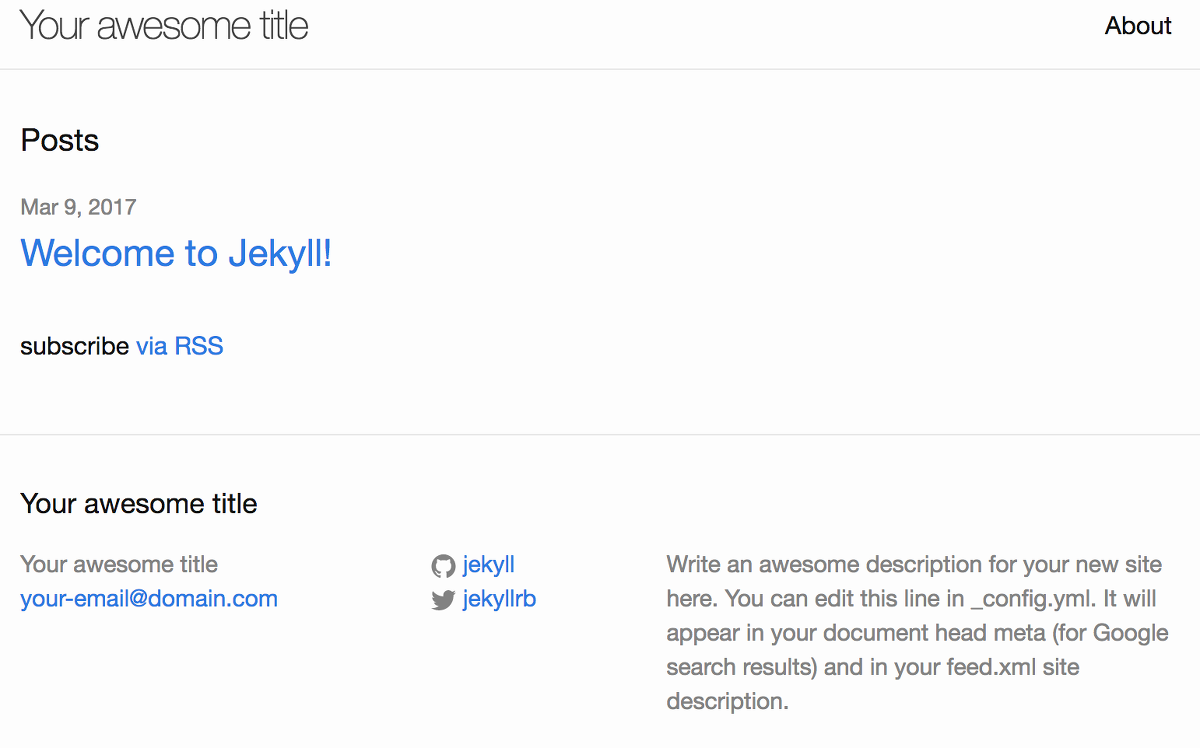 Your awesome title
About
Posts
Mar 9, 2017
Welcome to Jekyll!
subscribe via RSS
Your awesome title
Your awesome title
your-email@domain.com
jekyll
jekyllrb
Write an awesome description for your new site
here. You can edit this line in _config.yml. It will
appear in your document head meta (for Google
search results) and in your feed.xml site
description.